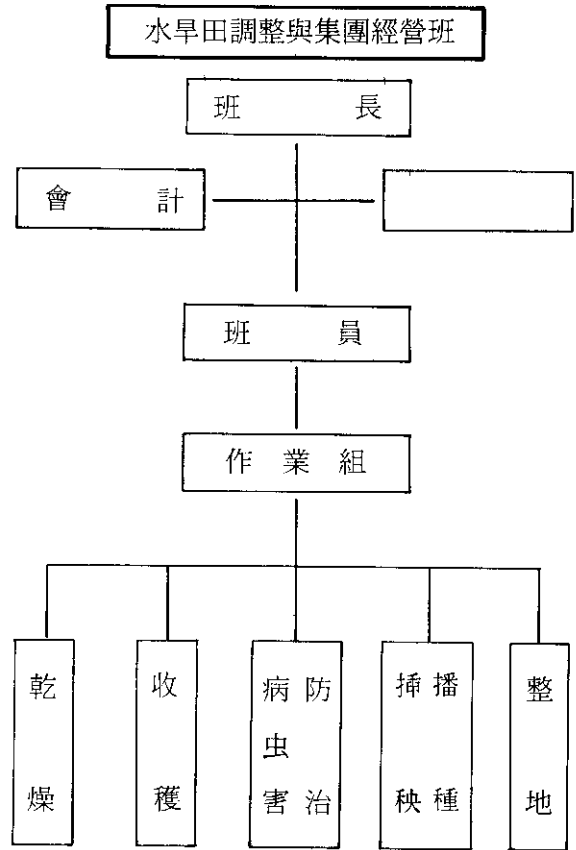 水旱田調整與集團經營班
班長
會計
班員
作業組
乾燥
收穫
病虫害
防治
揷秧
播種
整地